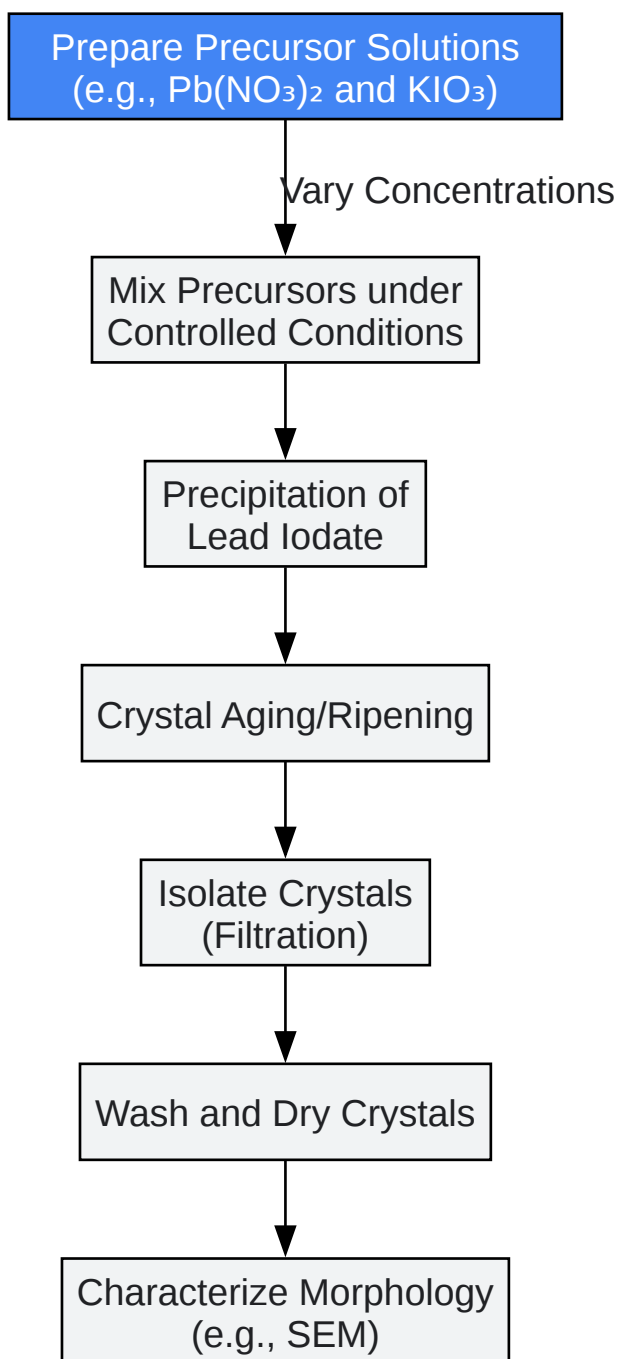 Prepare Precursor Solutions
(e.g., Pb(NO₃)₂ and KIO₃)
Vary Concentrations
Mix Precursors under
Controlled Conditions
Precipitation of
Lead Iodate
Crystal Aging/Ripening
Isolate Crystals
(Filtration)
Wash and Dry Crystals
Characterize Morphology
(e.g., SEM)